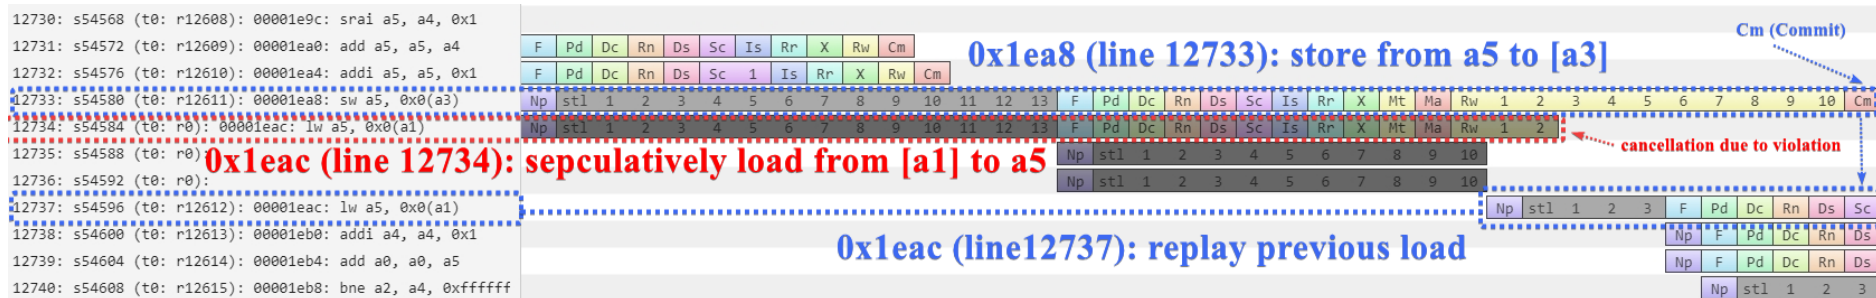 12730: s54568 (t0: r12608): 00001e9c: srai a5, a4, 0x1
Cm (Commit)
12731: s54572 (t0: r12609): 00001ea0: add a5, a5, a4 F Pd Dc Rn Ds Sc Is Rr X Rw Cm
0x1ea8 (line 12733): store from a5 to [a3]
12732: s54576 (t0: r12610): 00001ea4: addi a5, a5, 0x1 F Pd Dc Rn Ds Sc 1 Is Rr X Rw Cm
12733: s54580 (t0: r12611): 00001ea8: sw a5, 0x0(a3) Np stl 1 2 3 4 5 6 7 8 9 10 11 12 13 F Pd Dc Rn Ds Sc Is Rr X Mt Ma Rw 1 2 3 4 5 6 7 8 9 10 Cm
12734: s54584 (t0: r0): 00001eac: lw a5, 0x0(a1) Np stl 1 2 3 4 5 6 7 8 9 10 11 12 13 F Pd Dc Rn Ds Sc Is Rr X Mt Ma Rw 1 2
cancellation due to violation
12735: s54588 (t0: r0): Np stl 1 2 3 4 5 6 7 8 9 10
0x1eac (line 12734): sepculatively load from [a1] to a5
12736: s54592 (t0: r0): Np stl 1 2 3 4 5 6 7 8 9 10
12737: s54596 (t0: r12612): 00001eac: lw a5, 0x0(a1) Np stl 1 2 3 F Pd Dc Rn Ds Sc
12738: s54600 (t0: r12613): 00001eb0: addi a4, a4, 0x1 Np F Pd Dc Rn Ds
0x1eac (line12737): replay previous load
12739: s54604 (t0: r12614): 00001eb4: add a0, a0, a5 Np F Pd Dc Rn Ds
12740: s54608 (t0: r12615): 00001eb8: bne a2, a4, 0xffffff Np stl 1 2 3